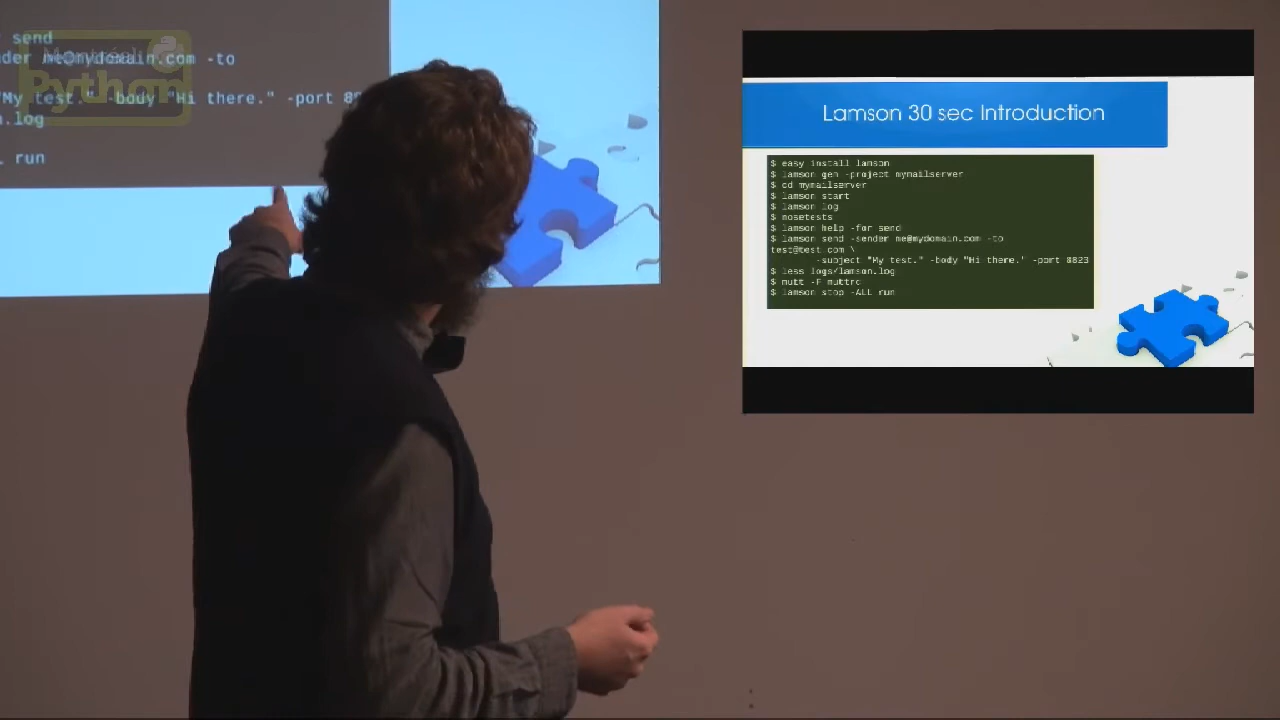 send
der me@mydomain.com -to
"My test." -body "Hi there." -port 8
.log
run
Montréal
Python
Lamson 30 sec Introduction
$ easy_install lamson
$ lamson gen -project mymailserver
$ cd mymailserver
$ lamson start
$ lamson log
$ nosetests
$ lamson help -for send
$ lamson send -sender me@mydomain.com -to
test@test.com \
-subject "My test." -body "Hi there." -port 8823
$ less logs/lamson.log
$ mutt -F muttrc
$ lamson stop -ALL run